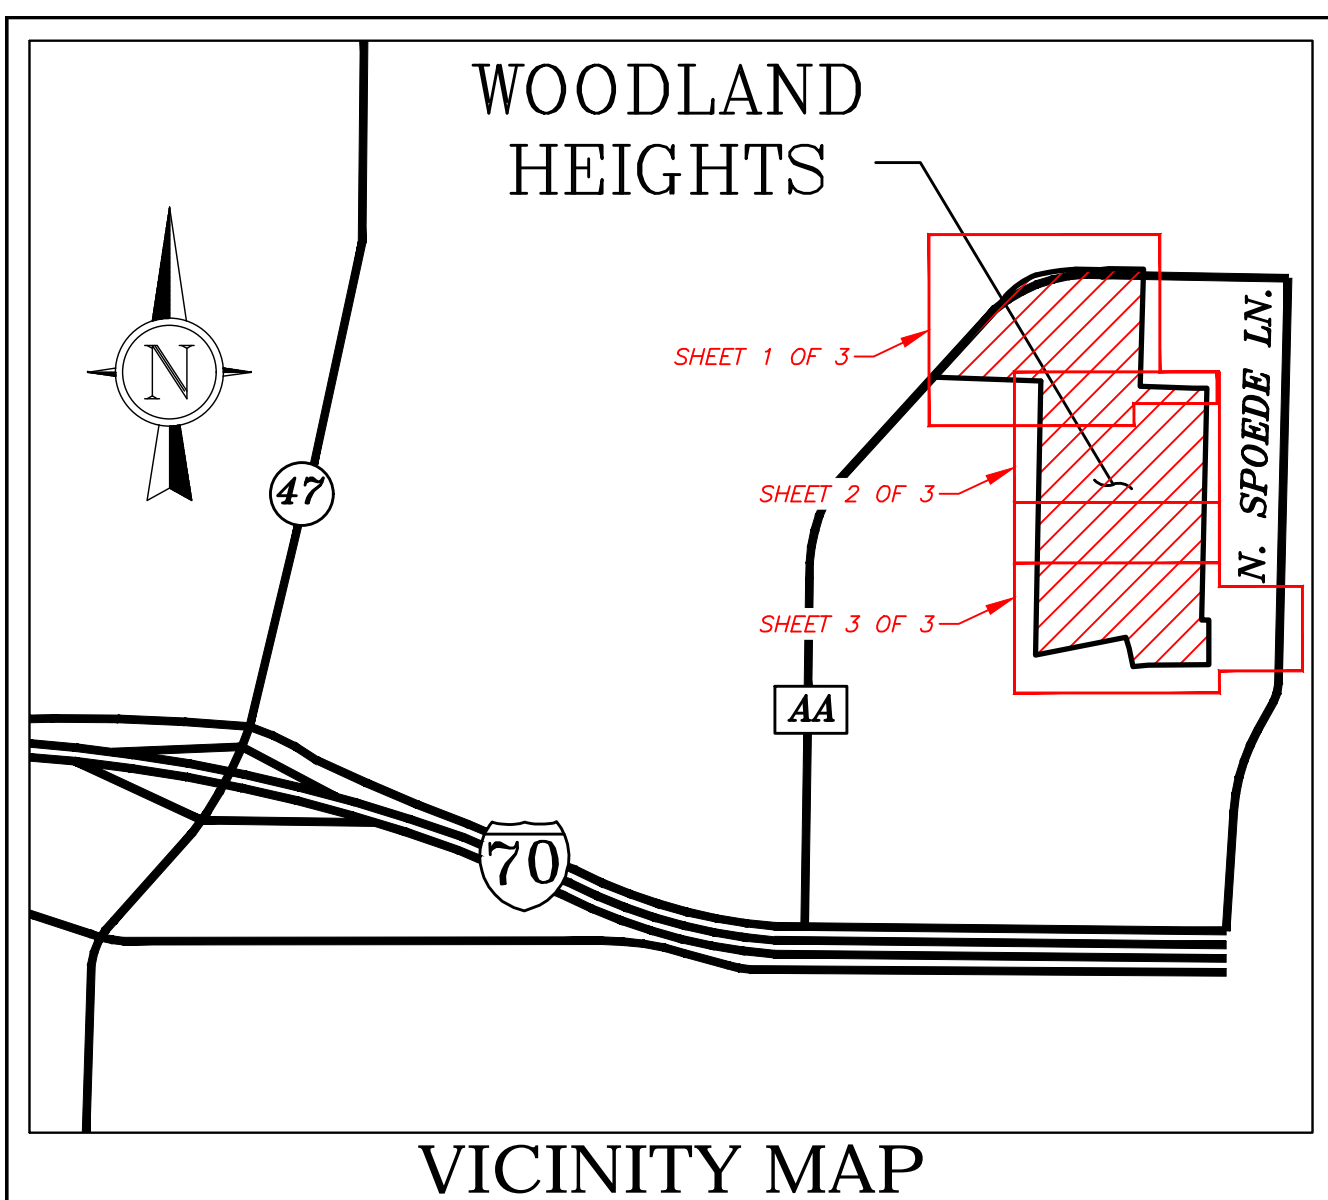 WOODLAND
HEIGHTS
N
SHEET 1 OF 3
N. SPOEDE LN.
47
SHEET 2 OF 3
SHEET 3 OF 3
AA
70
VICINITY MAP